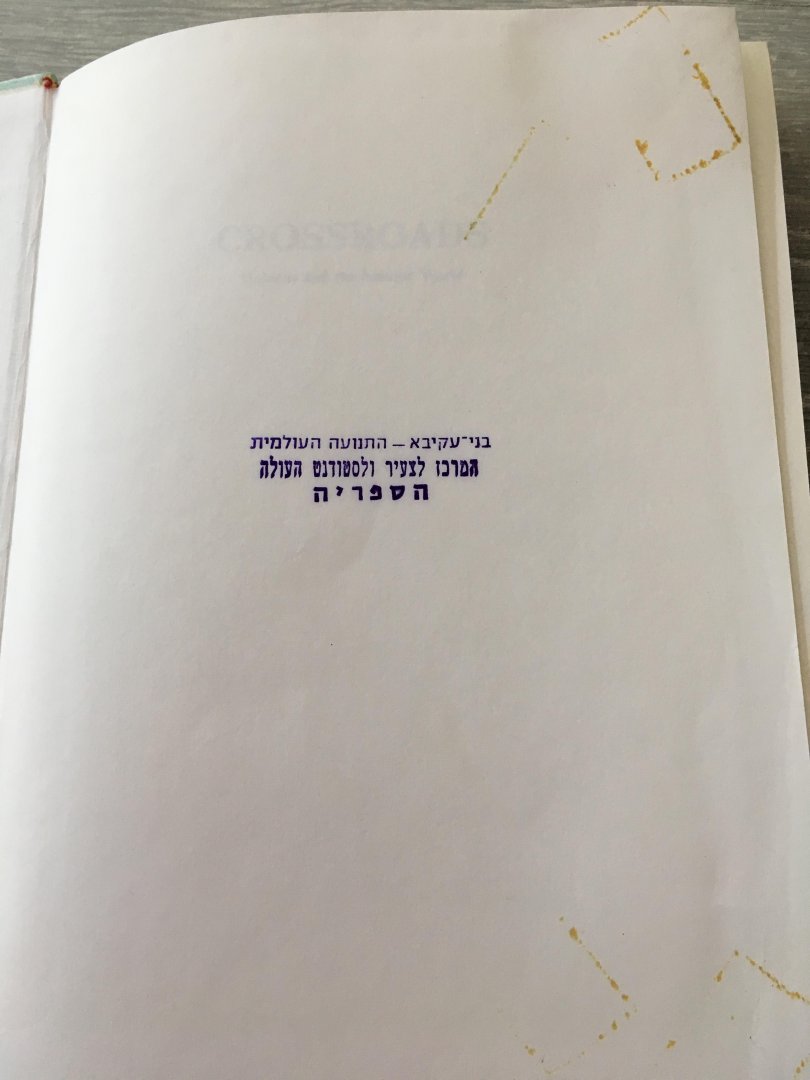 CROSSROADS
בני־עקיבא – התנועה העולמית
המרכז לצעיר ולסטודנט העולה
הספריה